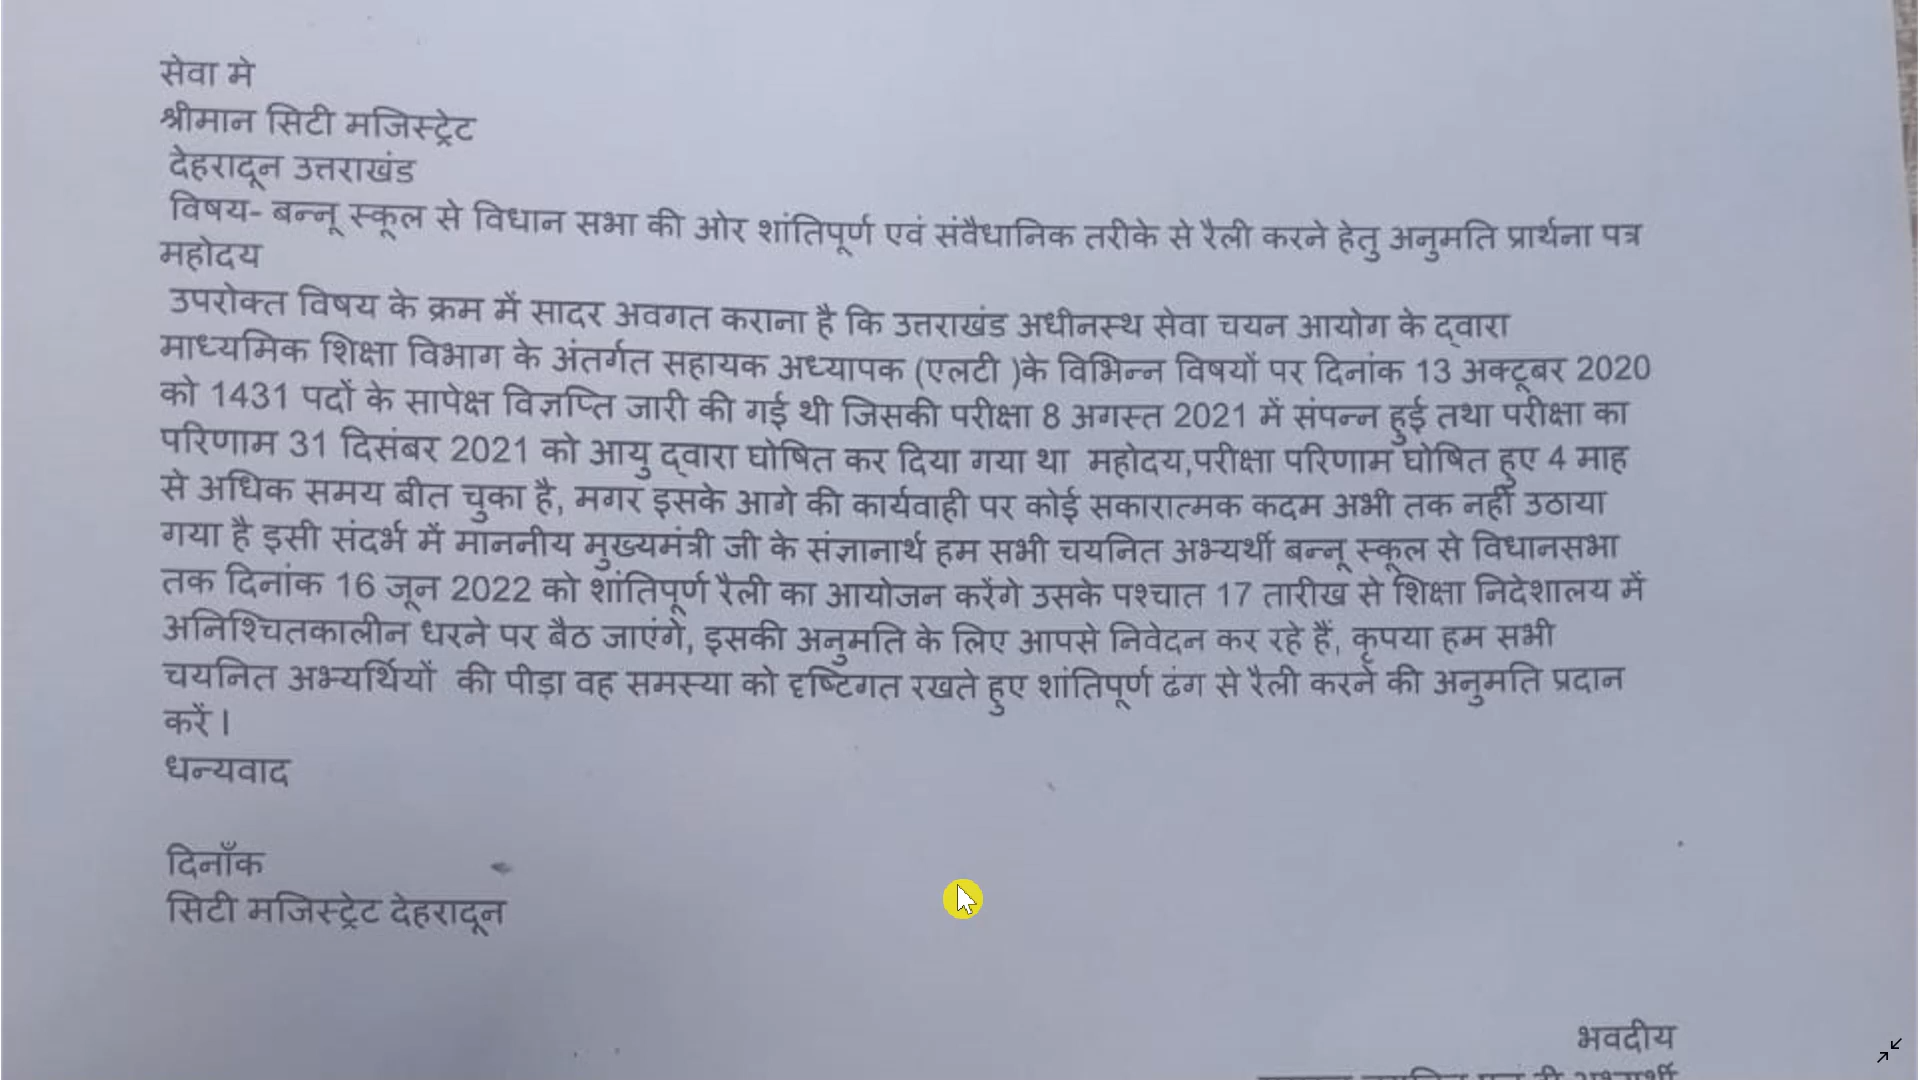 सेवा मे
श्रीमान सिटी मजिस्ट्रेट
देहरादून उत्तराखंड
विषय- बन्नू स्कूल से विधान सभा की ओर शांतिपूर्ण एवं संवैधानिक तरीके से रैली करने हेतु अनुमति प्रार्थना पत्र
महोदय
उपरोक्त विषय के क्रम में सादर अवगत कराना है कि उत्तराखंड अधीनस्थ सेवा चयन आयोग के द्वारा
माध्यमिक शिक्षा विभाग के अंतर्गत सहायक अध्यापक (एलटी )के विभिन्न विषयों पर दिनांक 13 अक्टूबर 2020
को 1431 पदों के सापेक्ष विज्ञप्ति जारी की गई थी जिसकी परीक्षा 8 अगस्त 2021 में संपन्न हुई तथा परीक्षा का
परिणाम 31 दिसंबर 2021 को आयु द्वारा घोषित कर दिया गया था महोदय,परीक्षा परिणाम घोषित हुए 4 माह
से अधिक समय बीत चुका है, मगर इसके आगे की कार्यवाही पर कोई सकारात्मक कदम अभी तक नहीं उठाया
गया है इसी संदर्भ में माननीय मुख्यमंत्री जी के संज्ञानार्थ हम सभी चयनित अभ्यर्थी बन्नू स्कूल से विधानसभा
तक दिनांक 16 जून 2022 को शांतिपूर्ण रैली का आयोजन करेंगे उसके पश्चात 17 तारीख से शिक्षा निदेशालय में
अनिश्चितकालीन धरने पर बैठ जाएंगे, इसकी अनुमति के लिए आपसे निवेदन कर रहे हैं, कृपया हम सभी
चयनित अभ्यर्थियों की पीड़ा वह समस्या को दृष्टिगत रखते हुए शांतिपूर्ण ढंग से रैली करने की अनुमति प्रदान
करें।
धन्यवाद
दिनाँक
सिटी मजिस्ट्रेट देहरादून
भवदीय